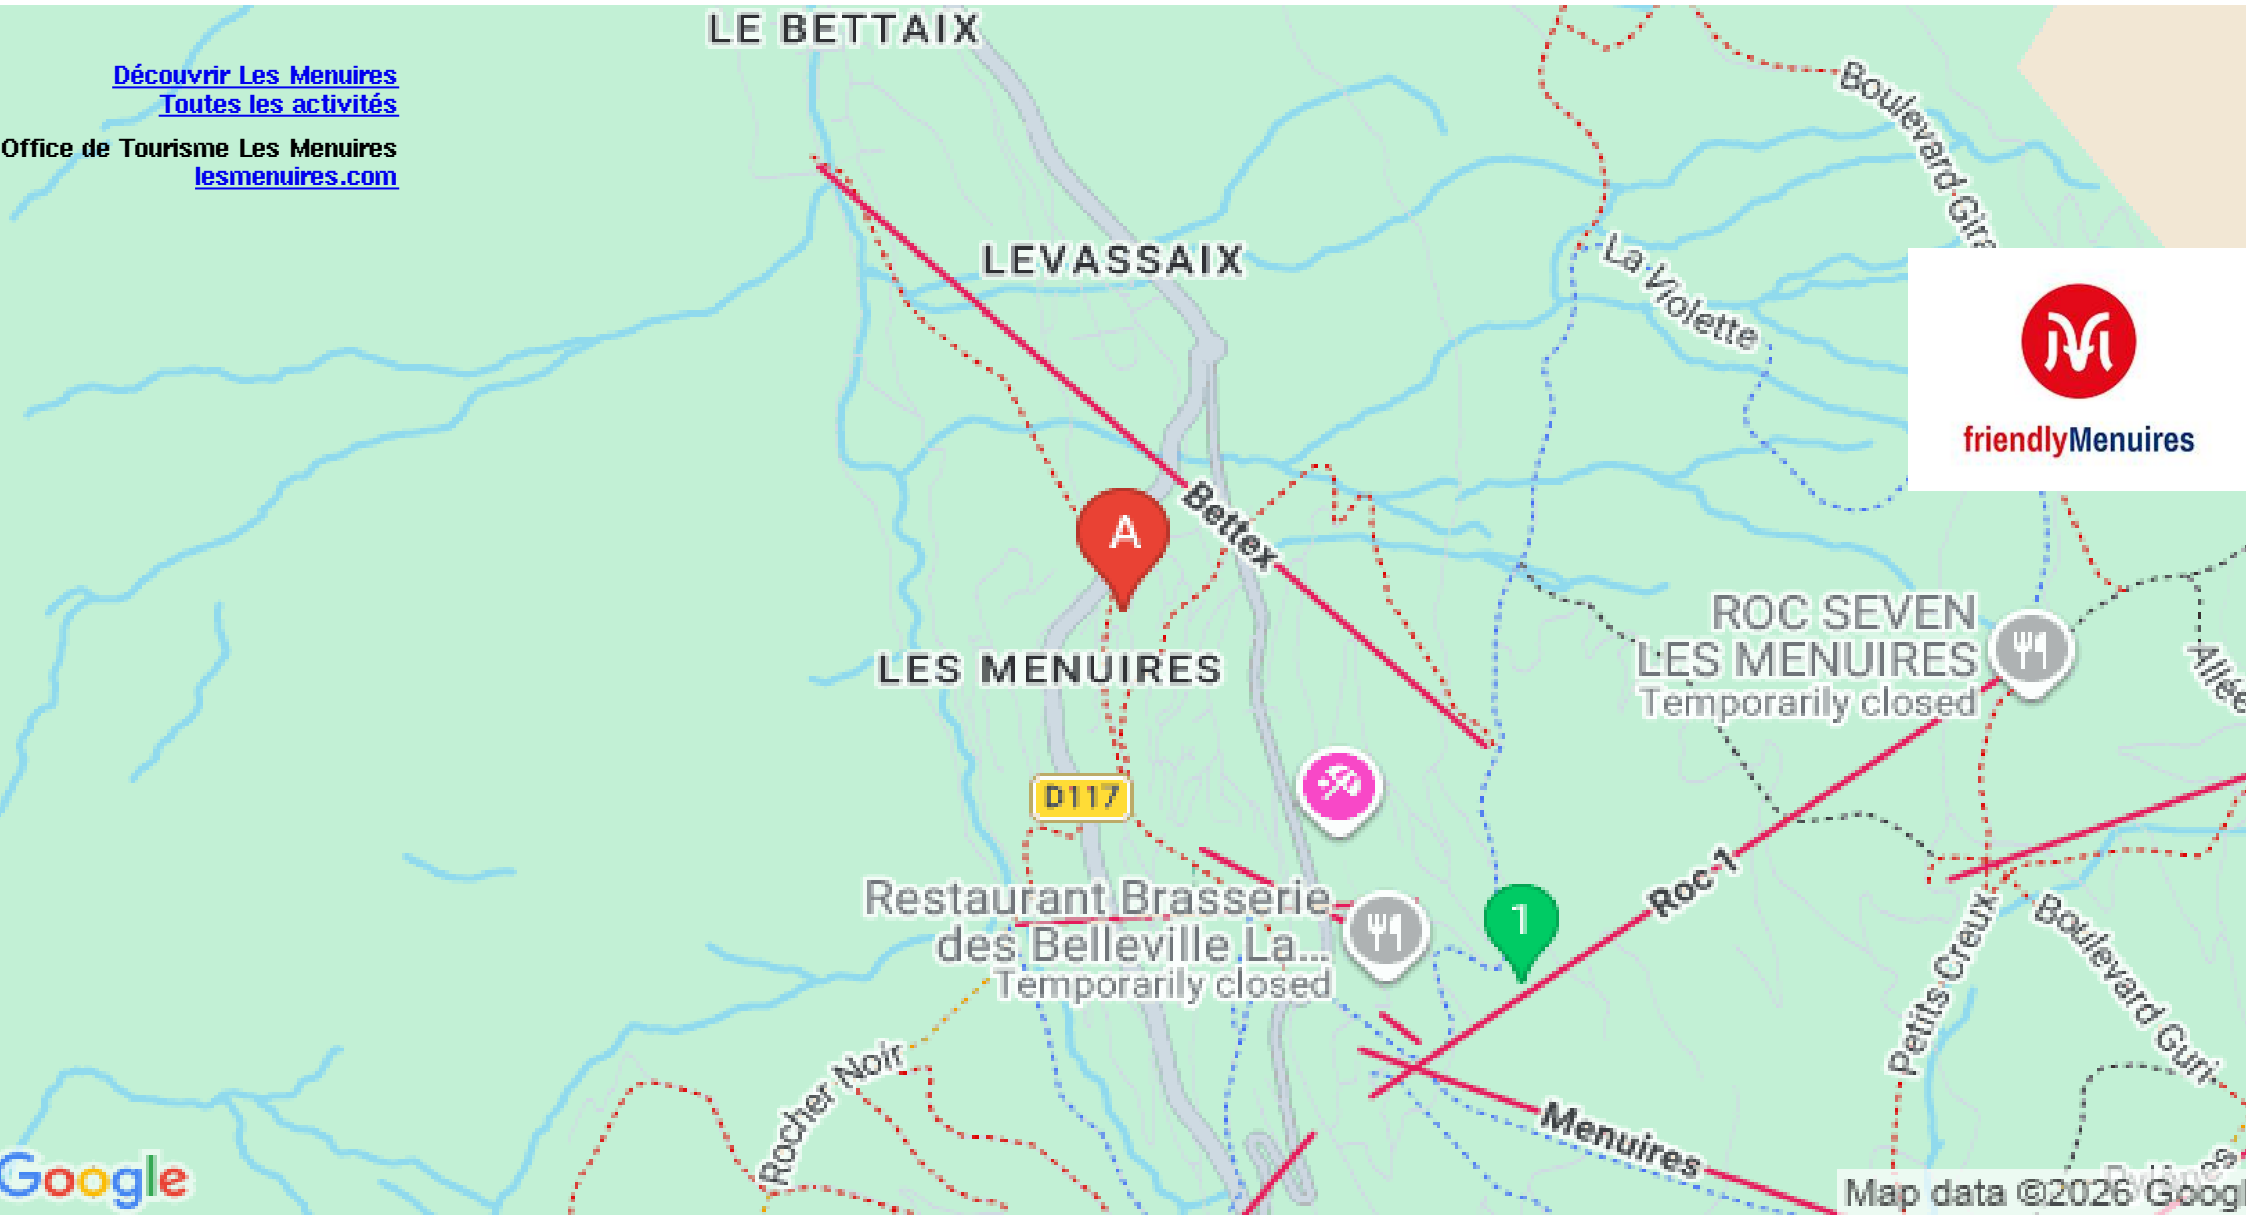 LE BETTAIX
Découvrir Les Menuires
Toutes les activités
Office de Tourisme Les Menuires
lesmenuires.com
Boulevard Gira
LEVASSAIX
La Violette
friendlyMenuires
Bettex
A
ROC SEVEN
LES MENUIRES
Temporarily closed
Allée
LES MENUIRES
D117
Roc 1
Restaurant Brasserie
des Belleville La...
Temporarily closed
1
Petits Creux
Boulevard Guri
Rocher Noir
Menuires
Google
Map data ©2026 Googl